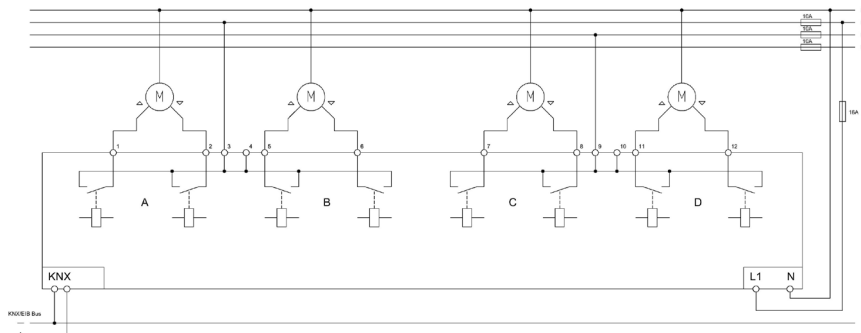 10A
10A
10A
16A
M M M M
1 2 3 4 5 6 7 8 9 10 11 12
A B C D
KNX L1 N
KNX/EIB Bus